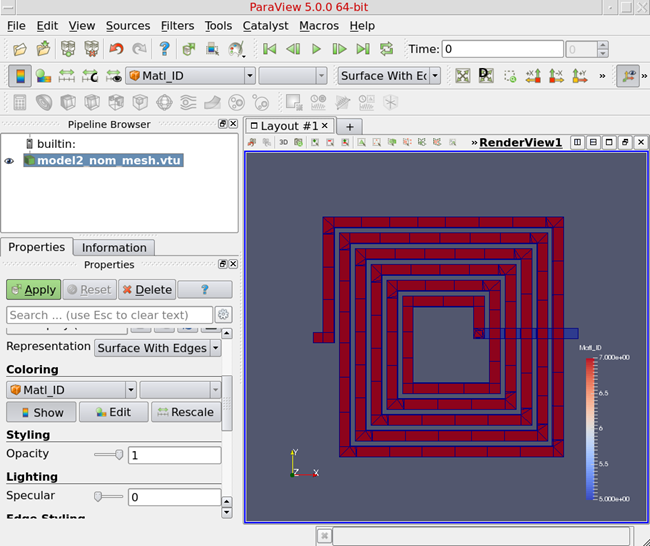 ParaView 5.0.0 64-bit
File Edit View Sources Filters Tools Catalyst Macros Help
Time: 0 0
Matl_ID Surface With Ed »
D
Pipeline Browser
builtin:
model2_nom_mesh.vtu
Layout #1 × +
3D » RenderView1
Properties Information
Properties
Apply Reset Delete ?
Search ... (use Esc to clear text)
Representation Surface With Edges
Coloring
Matl_ID
Show Edit Rescale
Styling
Opacity 1
Lighting
Specular 0
Edge Styling
Matl_ID
7.000e+00
6.5
6
5.5
5.000e+00
Y
Z X